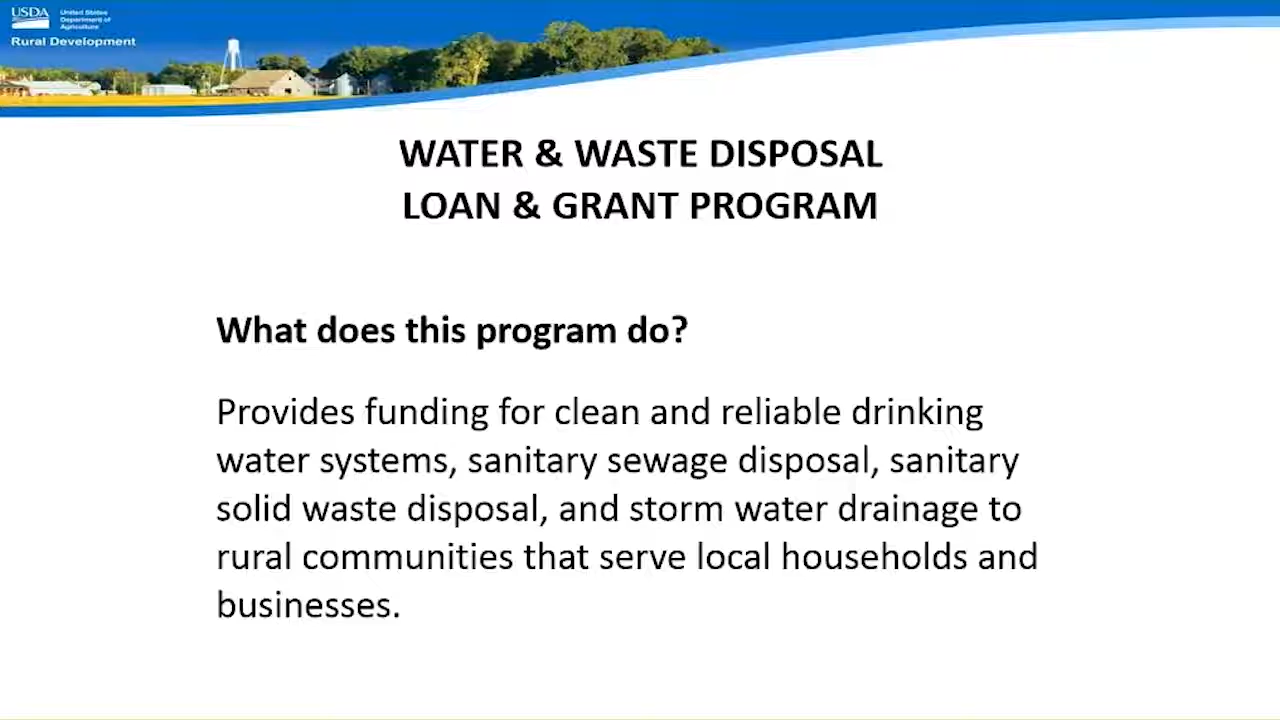 USDA
United States
Department of
Agriculture
Rural Development
WATER & WASTE DISPOSAL
LOAN & GRANT PROGRAM
What does this program do?
Provides funding for clean and reliable drinking
water systems, sanitary sewage disposal, sanitary
solid waste disposal, and storm water drainage to
rural communities that serve local households and
businesses.